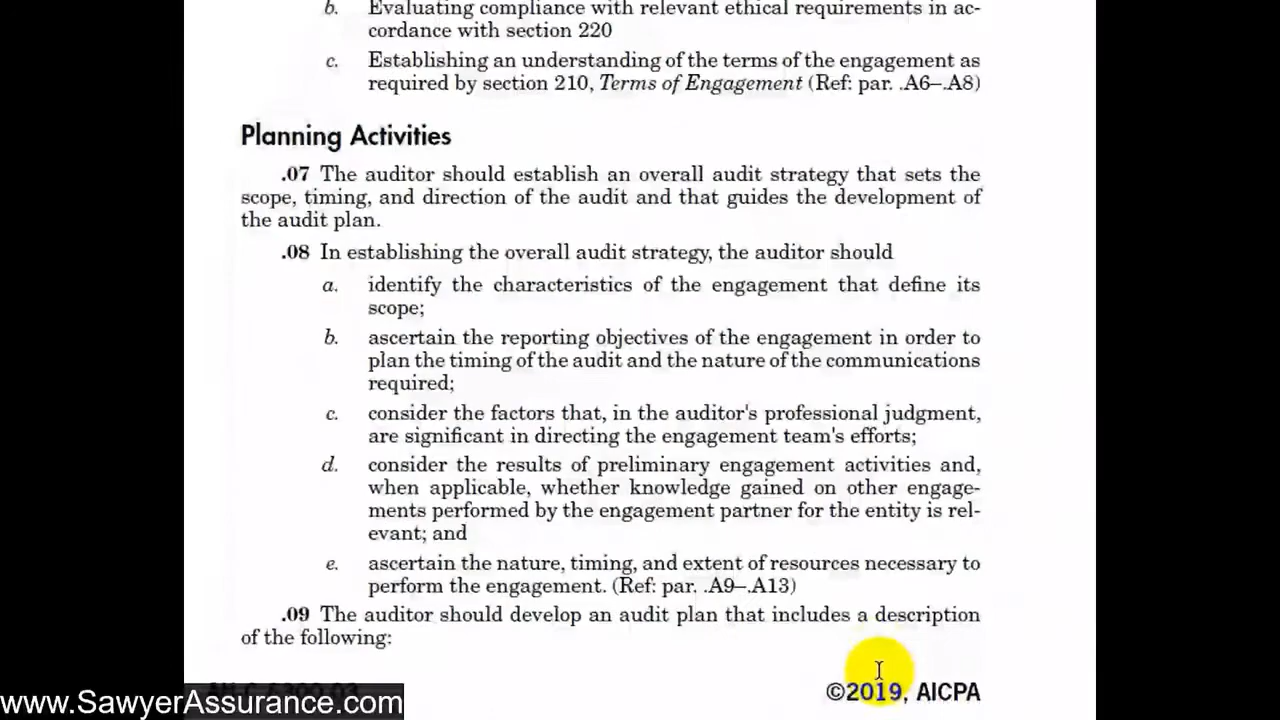 b. Evaluating compliance with relevant ethical requirements in ac-
cordance with section 220
c. Establishing an understanding of the terms of the engagement as
required by section 210, Terms of Engagement (Ref: par. .A6–.A8)
Planning Activities
.07 The auditor should establish an overall audit strategy that sets the
scope, timing, and direction of the audit and that guides the development of
the audit plan.
.08 In establishing the overall audit strategy, the auditor should
a. identify the characteristics of the engagement that define its
scope;
b. ascertain the reporting objectives of the engagement in order to
plan the timing of the audit and the nature of the communications
required;
c. consider the factors that, in the auditor's professional judgment,
are significant in directing the engagement team's efforts;
d. consider the results of preliminary engagement activities and,
when applicable, whether knowledge gained on other engage-
ments performed by the engagement partner for the entity is rel-
evant; and
e. ascertain the nature, timing, and extent of resources necessary to
perform the engagement. (Ref: par. .A9–.A13)
.09 The auditor should develop an audit plan that includes a description
of the following:
©2019, AICPA
www.SawyerAssurance.com